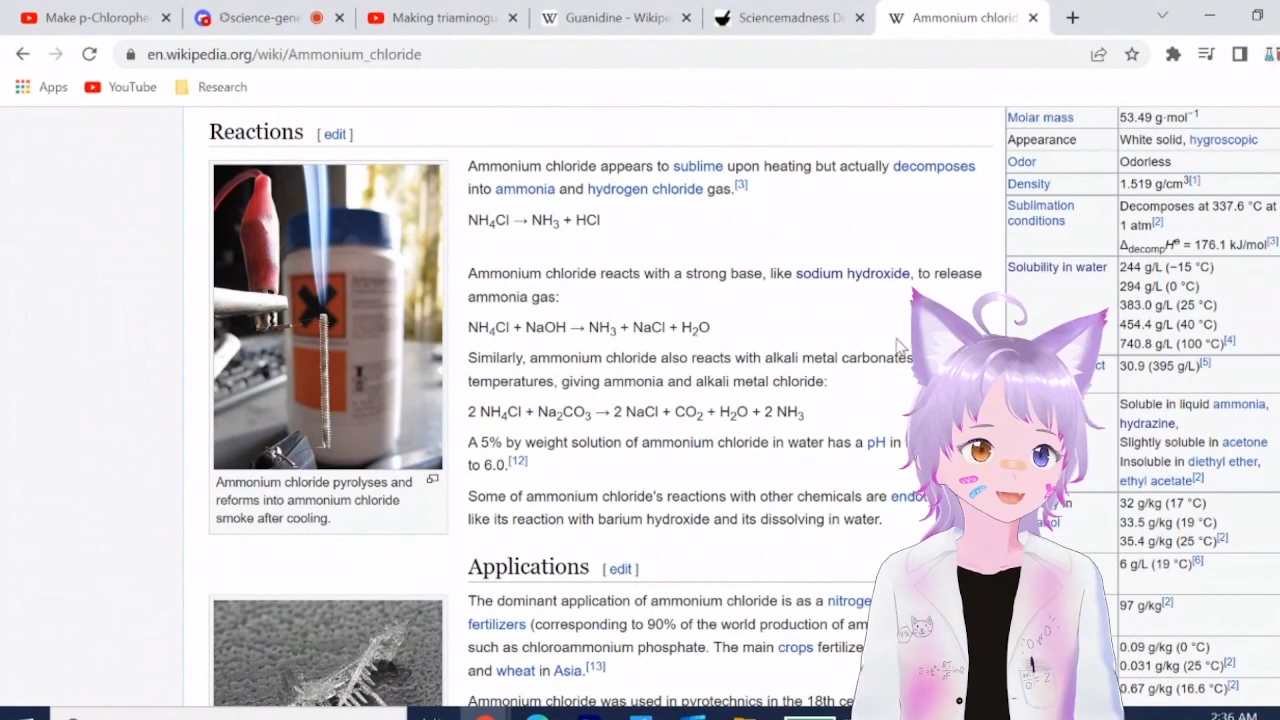 Make p-Chlorophe
science-gene
Making triaminogu
Guanidine - Wikipe
Sciencemadness Di
Ammonium chlorid
en.wikipedia.org/wiki/Ammonium_chloride
Apps YouTube Research
Reactions [ edit ]
Ammonium chloride appears to sublime upon heating but actually decomposes
into ammonia and hydrogen chloride gas.[3]
NH4Cl → NH3 + HCl
Ammonium chloride reacts with a strong base, like sodium hydroxide, to release
ammonia gas:
NH4Cl + NaOH → NH3 + NaCl + H2O
Similarly, ammonium chloride also reacts with alkali metal carbonates
temperatures, giving ammonia and alkali metal chloride:
2 NH4Cl + Na2CO3 → 2 NaCl + CO2 + H2O + 2 NH3
A 5% by weight solution of ammonium chloride in water has a pH in
to 6.0.[12]
Some of ammonium chloride's reactions with other chemicals are endo
like its reaction with barium hydroxide and its dissolving in water.
Ammonium chloride pyrolyses and
reforms into ammonium chloride
smoke after cooling.
Applications [ edit ]
The dominant application of ammonium chloride is as a nitroge
fertilizers (corresponding to 90% of the world production of am
such as chloroammonium phosphate. The main crops fertilize
and wheat in Asia.[13]
Ammonium chloride was used in pyrotechnics in the 18th ce
Molar mass 53.49 g·mol−1
Appearance White solid, hygroscopic
Odor Odorless
Density 1.519 g/cm3[1]
Sublimation
conditions
Decomposes at 337.6 °C at
1 atm[2]
ΔdecompH⊖ = 176.1 kJ/mol[3]
Solubility in water 244 g/L (−15 °C)
294 g/L (0 °C)
383.0 g/L (25 °C)
454.4 g/L (40 °C)
740.8 g/L (100 °C)[4]
ct 30.9 (395 g/L)[5]
Soluble in liquid ammonia,
hydrazine,
Slightly soluble in acetone
Insoluble in diethyl ether,
ethyl acetate[2]
32 g/kg (17 °C)
33.5 g/kg (19 °C)
35.4 g/kg (25 °C)[2]
6 g/L (19 °C)[6]
97 g/kg[2]
0.09 g/kg (0 °C)
0.031 g/kg (25 °C)[2]
0.67 g/kg (16.6 °C)[2]
2:36 AM